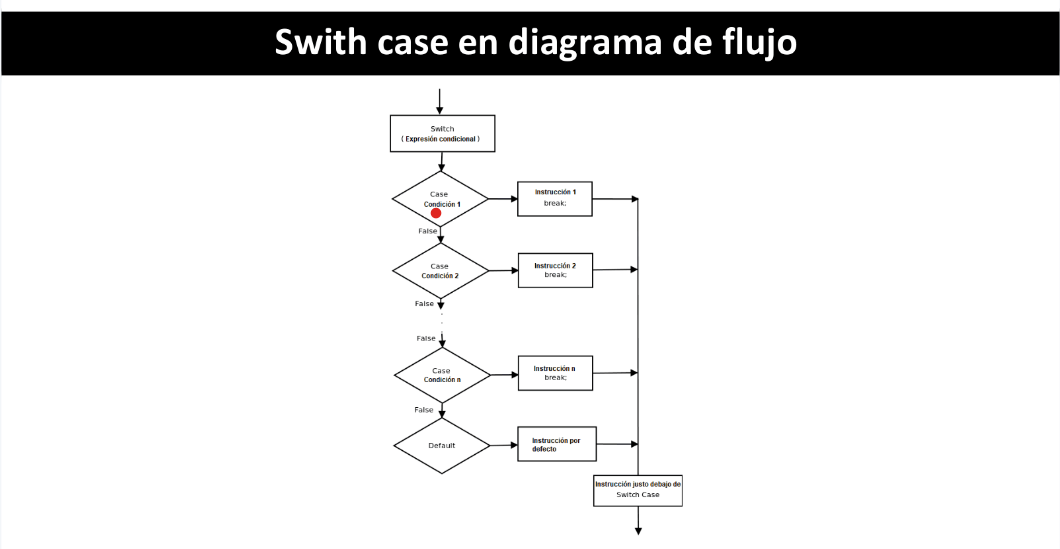 Swith case en diagrama de flujo
Switch
( Expresión condicional )
Case
Condición 1
Instrucción 1
break;
False
Case
Condición 2
Instrucción 2
break;
False
False
Case
Condición n
Instrucción n
break;
False
Default
Instrucción por
defecto
Instrucción justo debajo de
Switch Case